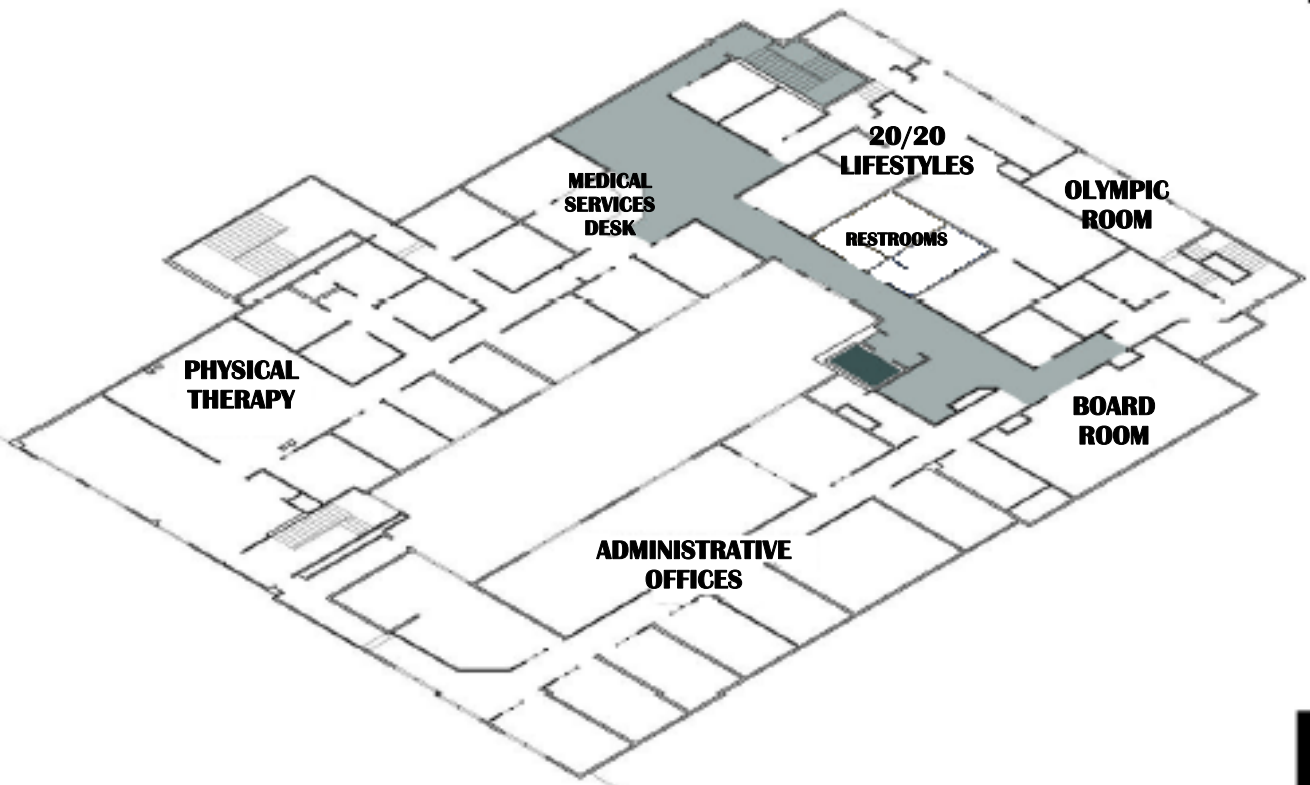 20/20
LIFESTYLES
MEDICAL
SERVICES
DESK
OLYMPIC
ROOM
RESTROOMS
PHYSICAL
THERAPY
BOARD
ROOM
ADMINISTRATIVE
OFFICES